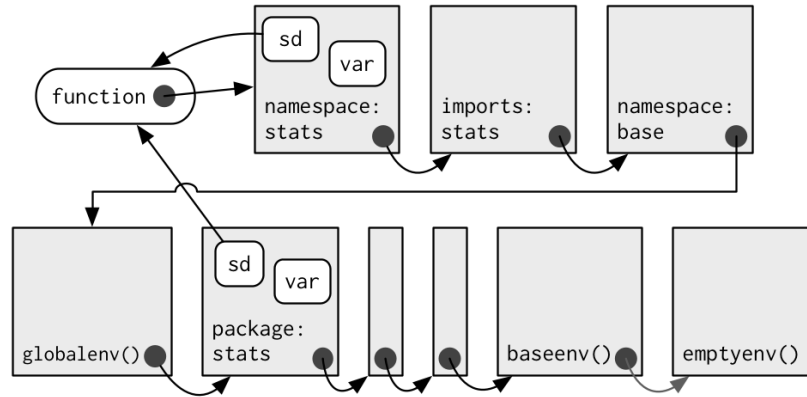 sd
var
function
namespace:
stats
imports:
stats
namespace:
base
sd
var
globalenv()
package:
stats
baseenv()
emptyenv()